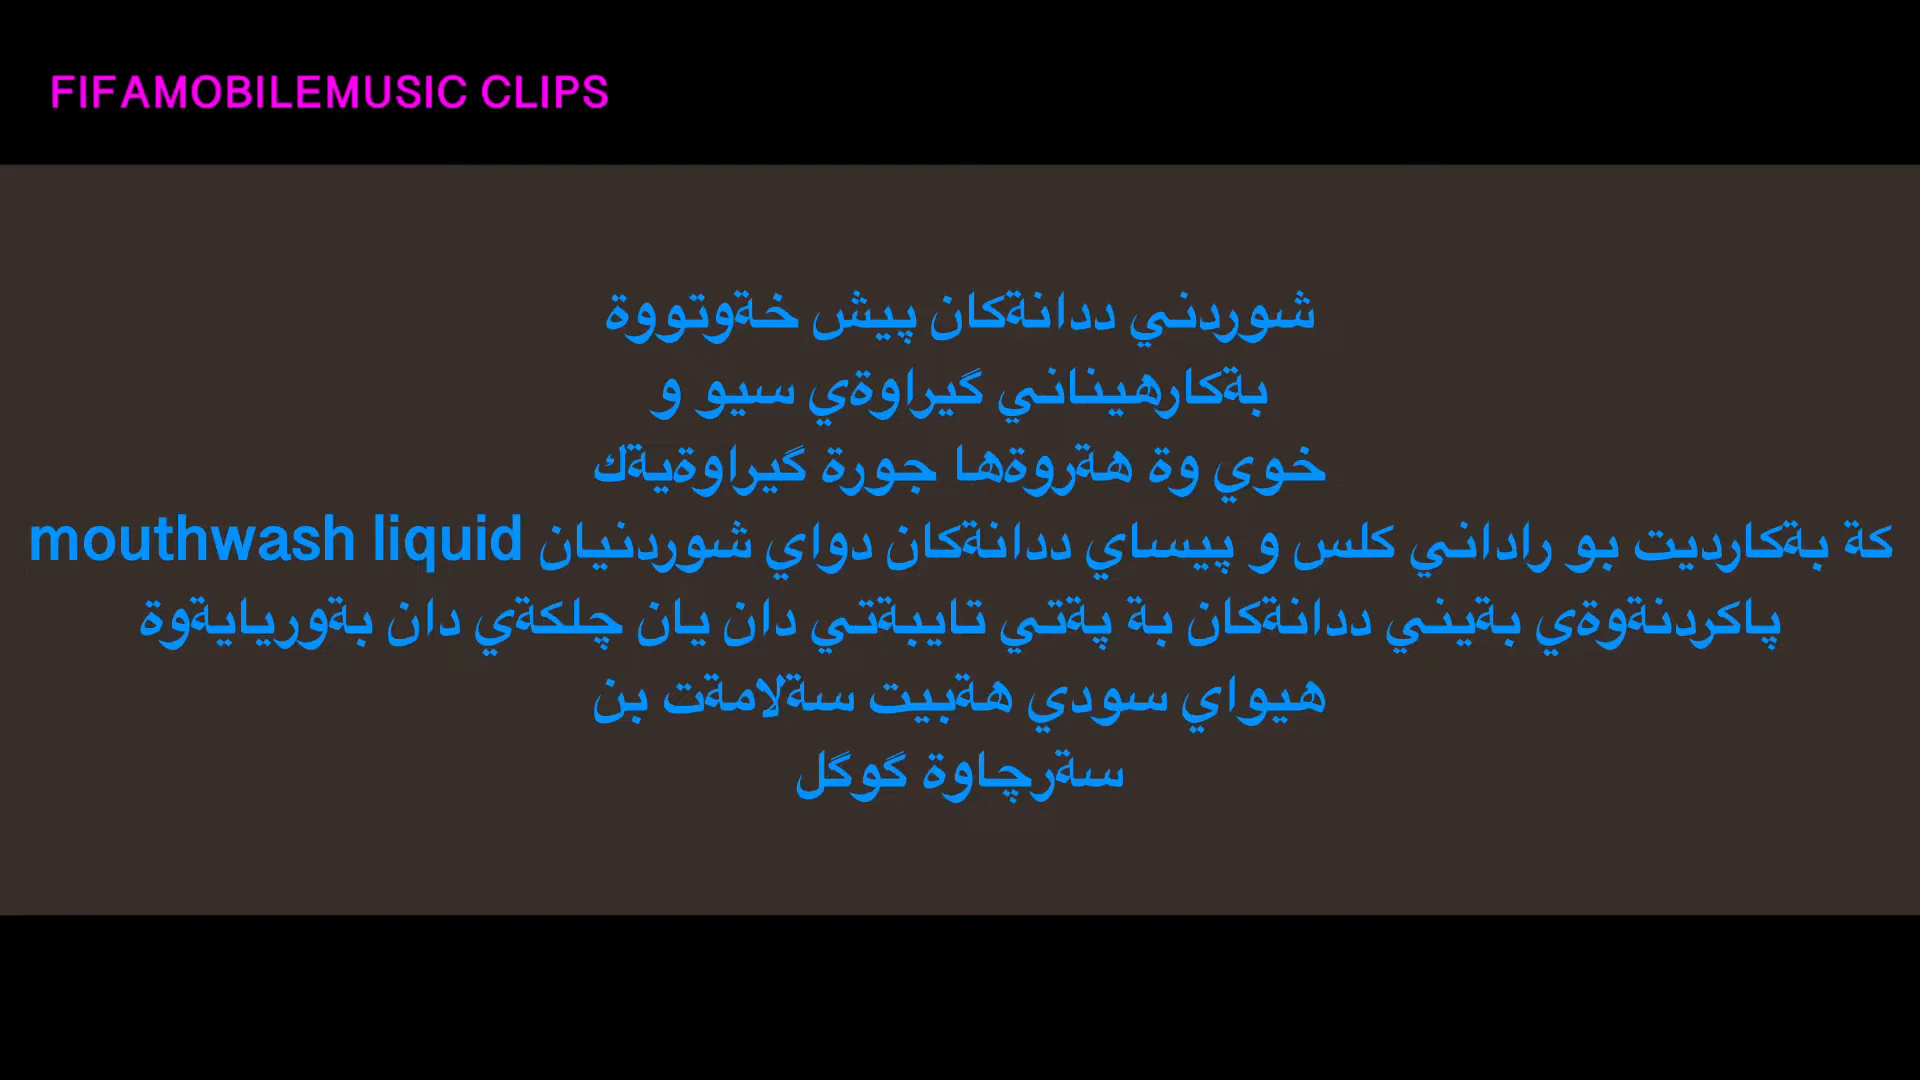 FIFAMOBILEMUSIC CLIPS
شوردني ددانةكان پيش خةوتووة
بةكارهيناني گيراوةي سيو و
خوي وة هةروةها جورة گيراوةيةك
كة بةكارديت بو راداني كلس و پيساي ددانةكان دواي شوردنيان mouthwash liquid
پاكردنةوةي بةيني ددانةكان بة پةتي تايبةتي دان يان چلكةي دان بةوريايةوة
هيواي سودي هةبيت سةلامةت بن
سةرچاوة گوگل